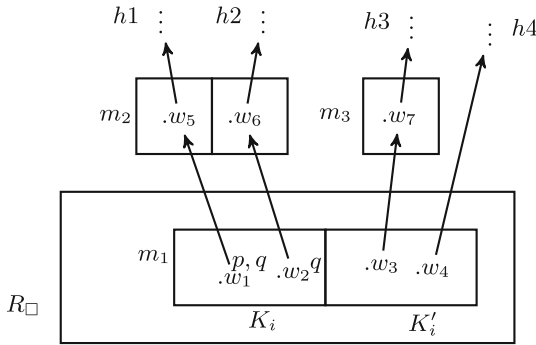 h1 ⋮ h2 ⋮ h3 ⋮ ⋮ h4
m₂ .w₅ .w₆ m₃ .w₇
m₁ .w₁ p, q .w₂ q .w₃ .w₄
R□ Kᵢ K′ᵢ